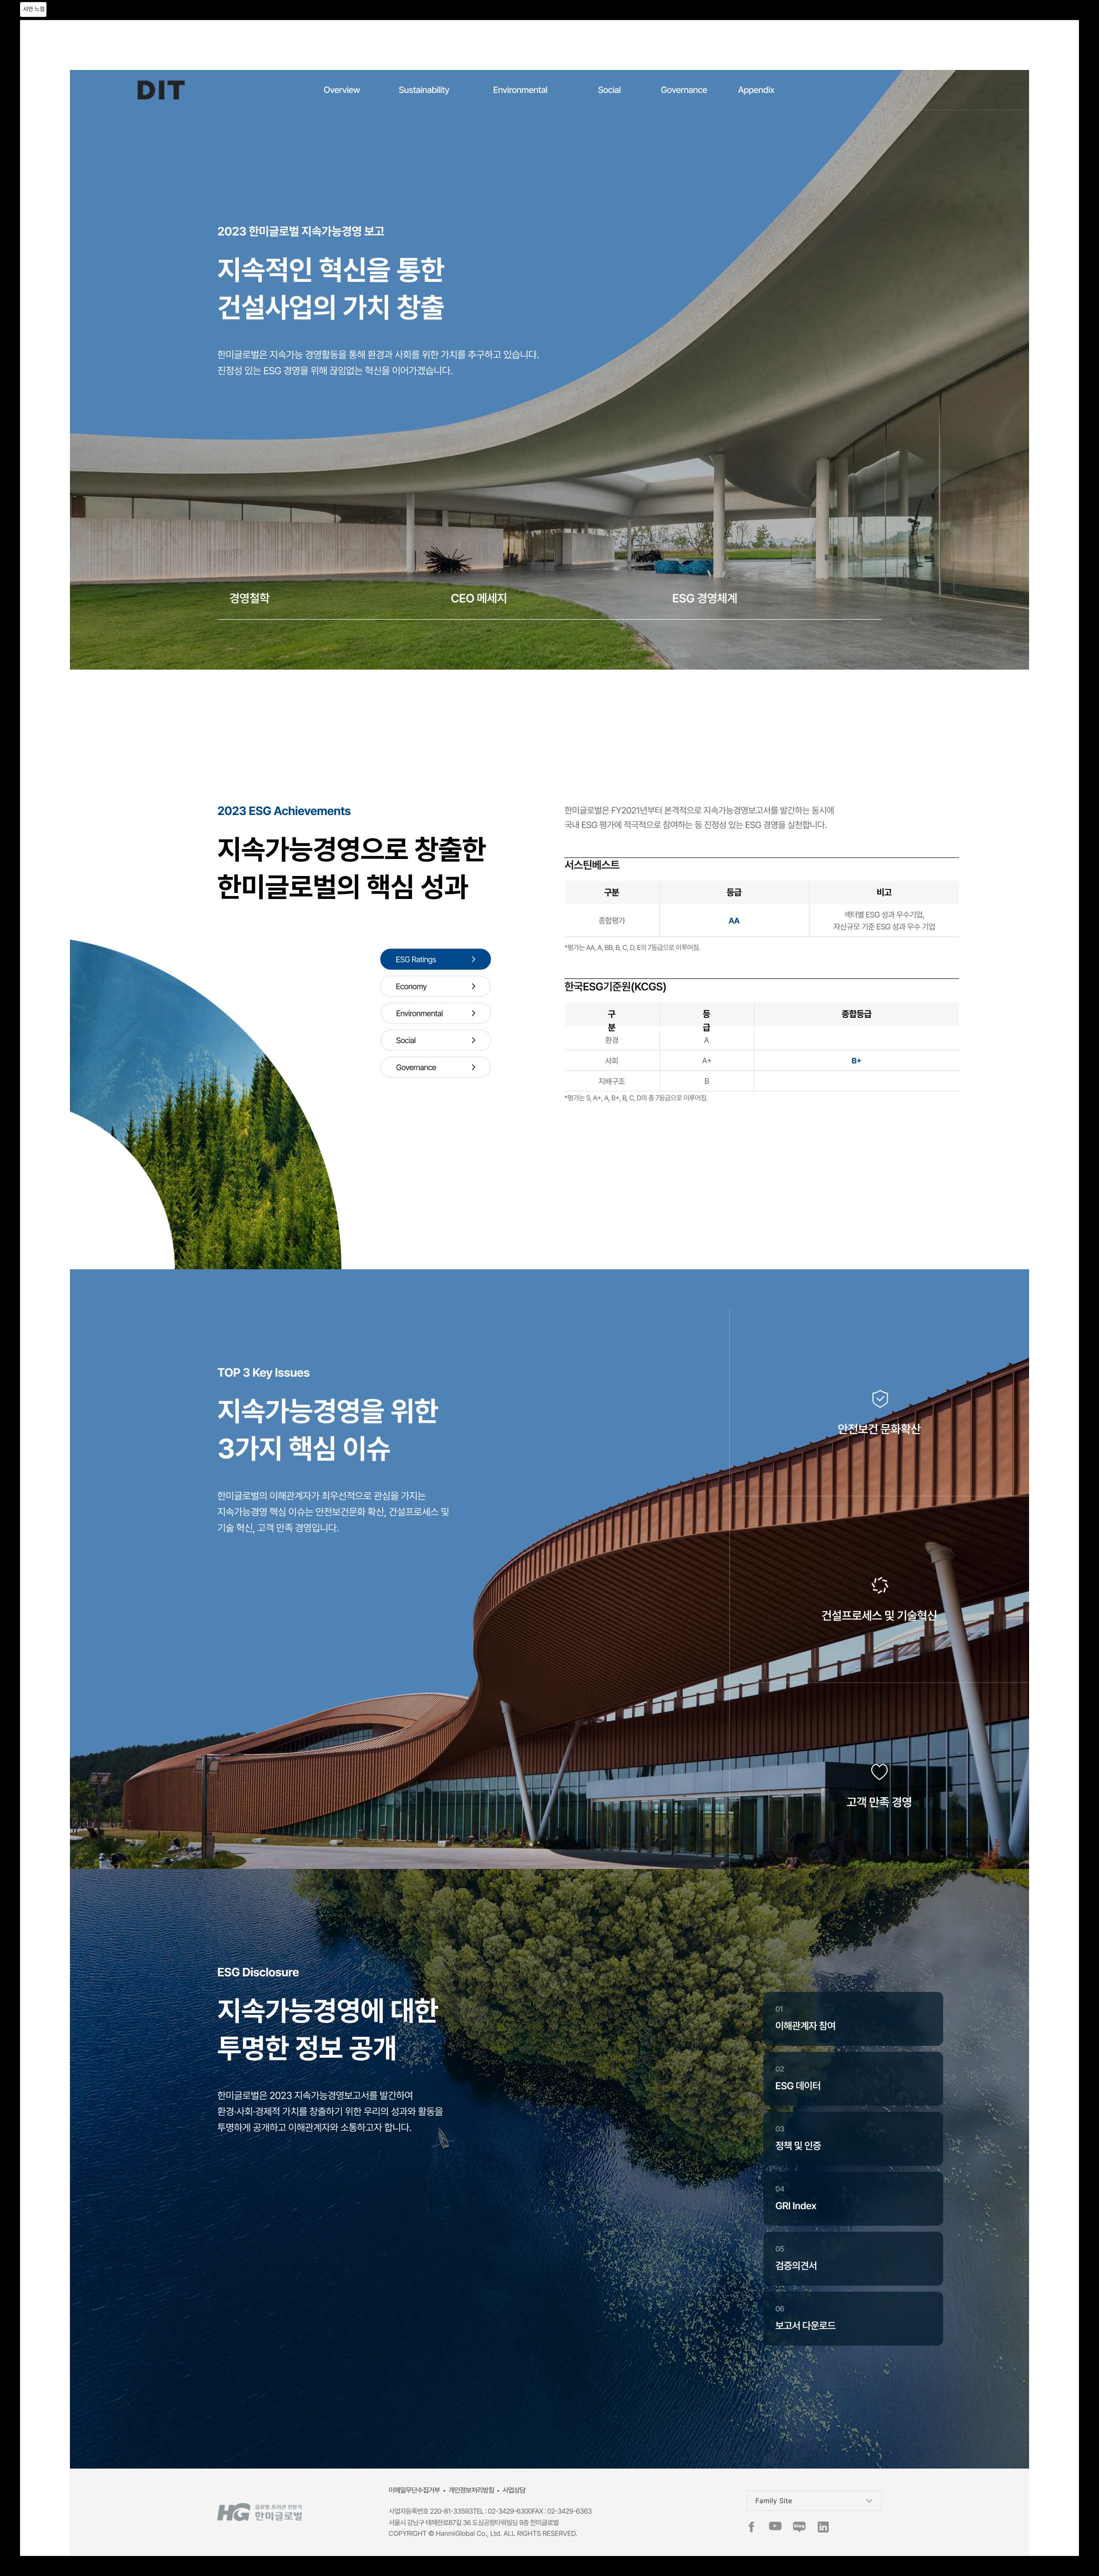 시안 느낌
DIT
Overview Sustainability Environmental Social Governance Appendix
2023 한미글로벌 지속가능경영 보고
지속적인 혁신을 통한
건설사업의 가치 창출
한미글로벌은 지속가능 경영활동을 통해 환경과 사회를 위한 가치를 추구하고 있습니다.
진정성 있는 ESG 경영을 위해 끊임없는 혁신을 이어가겠습니다.
경영철학 CEO 메세지 ESG 경영체계
2023 ESG Achievements
지속가능경영으로 창출한
한미글로벌의 핵심 성과
ESG Ratings
Economy
Environmental
Social
Governance
한미글로벌은 FY2021년부터 본격적으로 지속가능경영보고서를 발간하는 동시에
국내 ESG 평가에 적극적으로 참여하는 등 진정성 있는 ESG 경영을 실천합니다.
서스틴베스트
구분 등급 비고
종합평가 AA 섹터별 ESG 성과 우수기업,
자산규모 기준 ESG 성과 우수 기업
*평가는 AA, A, BB, B, C, D, E의 7등급으로 이루어짐.
한국ESG기준원(KCGS)
구분 등급 종합등급
환경 A
사회 A+ B+
지배구조 B
*평가는 S, A+, A, B+, B, C, D의 총 7등급으로 이루어짐.
TOP 3 Key Issues
지속가능경영을 위한
3가지 핵심 이슈
한미글로벌의 이해관계자가 최우선적으로 관심을 가지는
지속가능경영 핵심 이슈는 안전보건문화 확산, 건설프로세스 및
기술 혁신, 고객 만족 경영입니다.
안전보건 문화확산
건설프로세스 및 기술혁신
고객 만족 경영
ESG Disclosure
지속가능경영에 대한
투명한 정보 공개
한미글로벌은 2023 지속가능경영보고서를 발간하여
환경·사회·경제적 가치를 창출하기 위한 우리의 성과와 활동을
투명하게 공개하고 이해관계자와 소통하고자 합니다.
01
이해관계자 참여
02
ESG 데이터
03
정책 및 인증
04
GRI Index
05
검증의견서
06
보고서 다운로드
HG 글로벌 프리콘 전문가
한미글로벌
이메일무단수집거부 • 개인정보처리방침 • 사업상담
사업자등록번호 220-81-33593TEL : 02-3429-6300FAX : 02-3429-6363
서울시 강남구 테헤란로87길 36 도심공항타워빌딩 9층 한미글로벌
COPYRIGHT © HanmiGlobal Co., Ltd. ALL RIGHTS RESERVED.
Family Site
blog